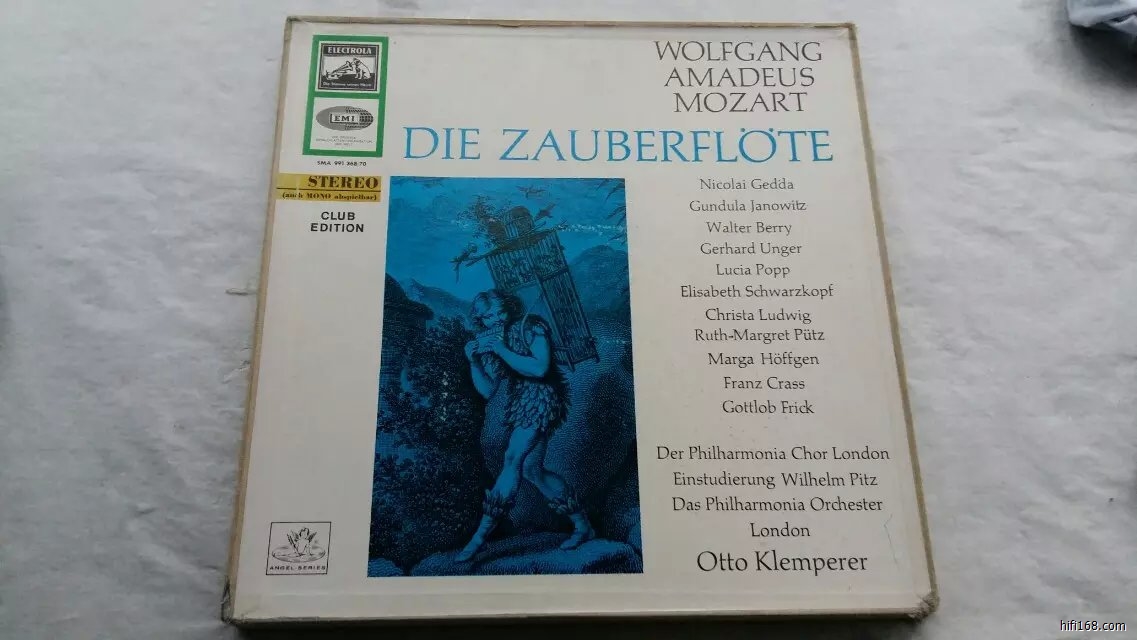 ELECTROLA
EMI
SMA 991 268-70
STEREO
(auch MONO abspielbar)
CLUB
EDITION
WOLFGANG
AMADEUS
MOZART
DIE ZAUBERFLÖTE
Nicolai Gedda
Gundula Janowitz
Walter Berry
Gerhard Unger
Lucia Popp
Elisabeth Schwarzkopf
Christa Ludwig
Ruth-Margret Pütz
Marga Höffgen
Franz Crass
Gottlob Frick
Der Philharmonia Chor London
Einstudierung Wilhelm Pitz
Das Philharmonia Orchester
London
Otto Klemperer
ANGEL SERIES
hifi168.com